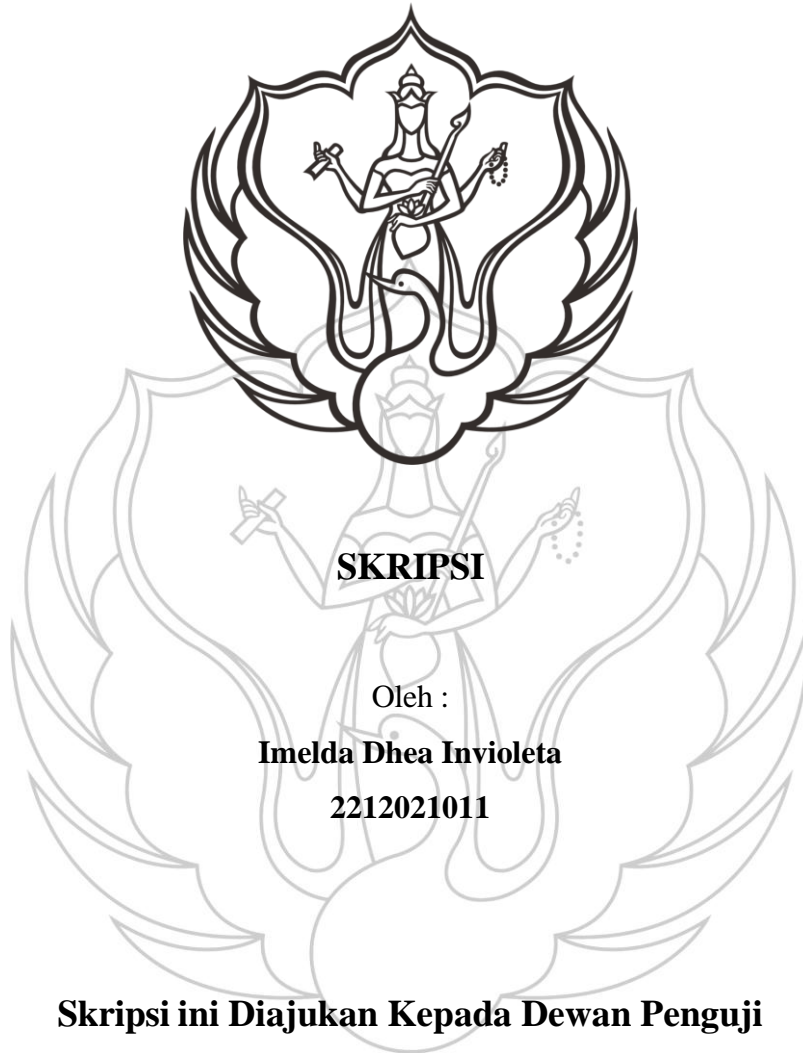 SKRIPSI
Oleh :
Imelda Dhea Invioleta
2212021011
Skripsi ini Diajukan Kepada Dewan Penguji